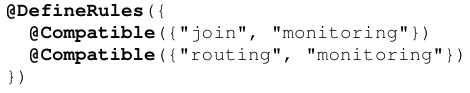 @DefineRules({
  @Compatible({"join", "monitoring"})
  @Compatible({"routing", "monitoring"})
})